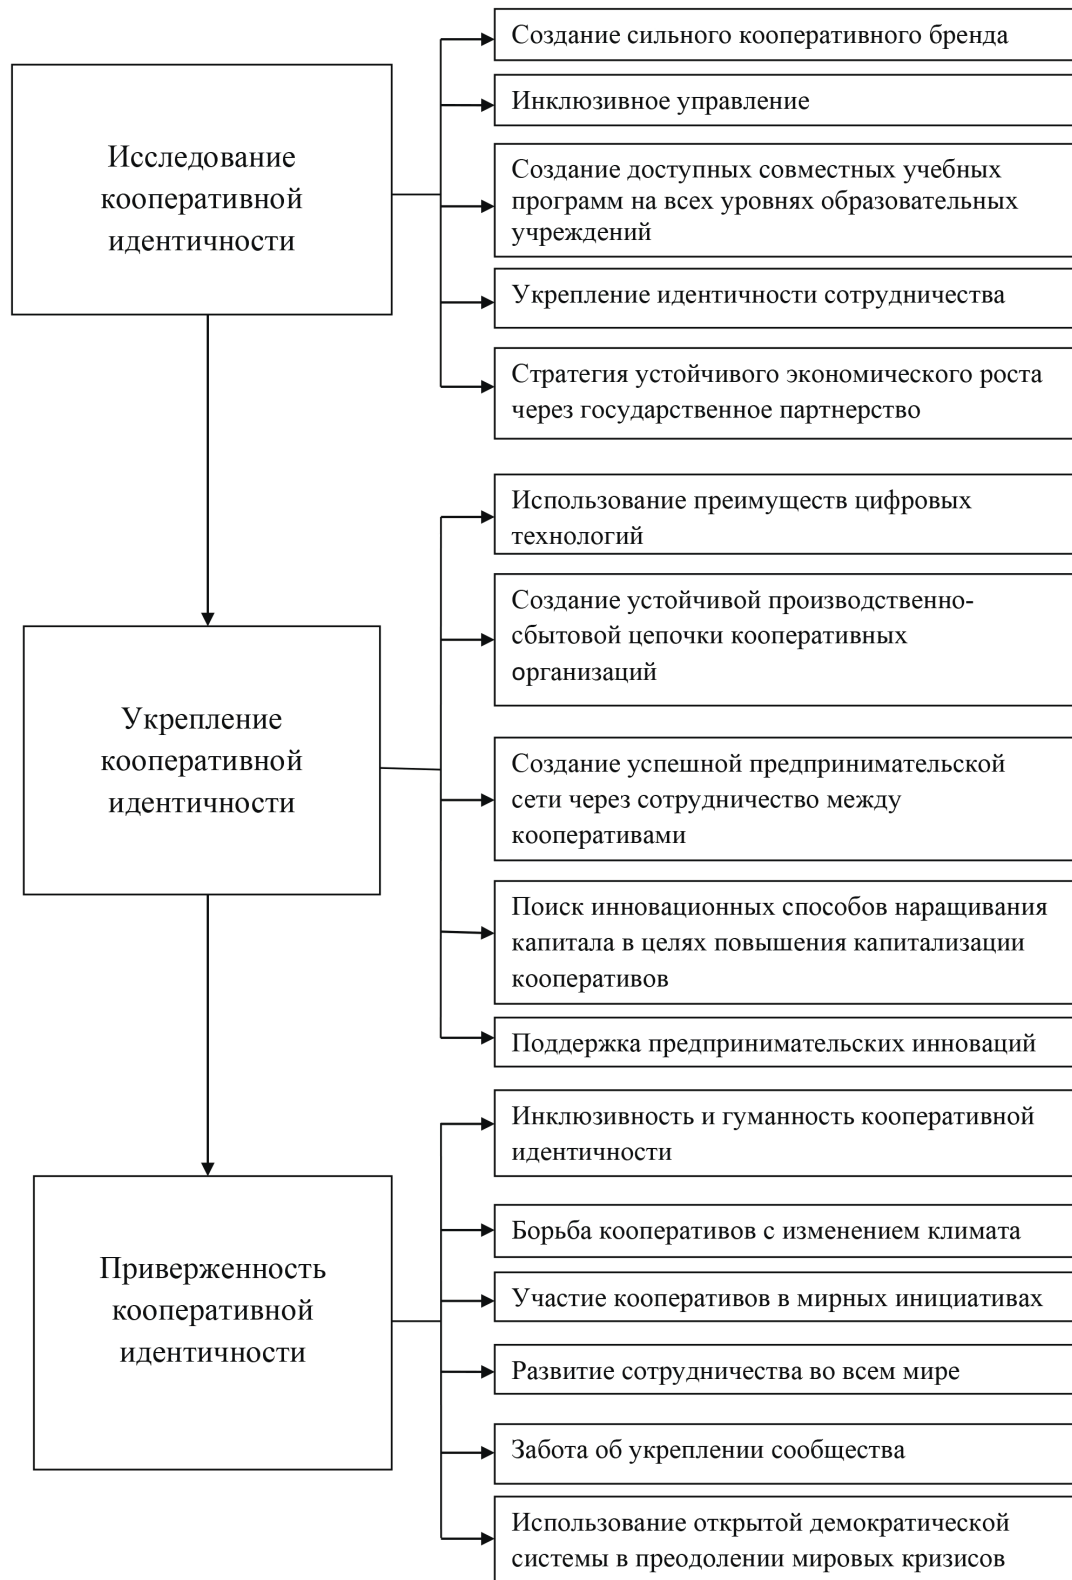 Исследование
кооперативной
идентичности
Создание сильного кооперативного бренда
Инклюзивное управление
Создание доступных совместных учебных
программ на всех уровнях образовательных
учреждений
Укрепление идентичности сотрудничества
Стратегия устойчивого экономического роста
через государственное партнерство
Укрепление
кооперативной
идентичности
Использование преимуществ цифровых
технологий
Создание устойчивой производственно-
сбытовой цепочки кооперативных
организаций
Создание успешной предпринимательской
сети через сотрудничество между
кооперативами
Поиск инновационных способов наращивания
капитала в целях повышения капитализации
кооперативов
Поддержка предпринимательских инноваций
Приверженность
кооперативной
идентичности
Инклюзивность и гуманность кооперативной
идентичности
Борьба кооперативов с изменением климата
Участие кооперативов в мирных инициативах
Развитие сотрудничества во всем мире
Забота об укреплении сообщества
Использование открытой демократической
системы в преодолении мировых кризисов